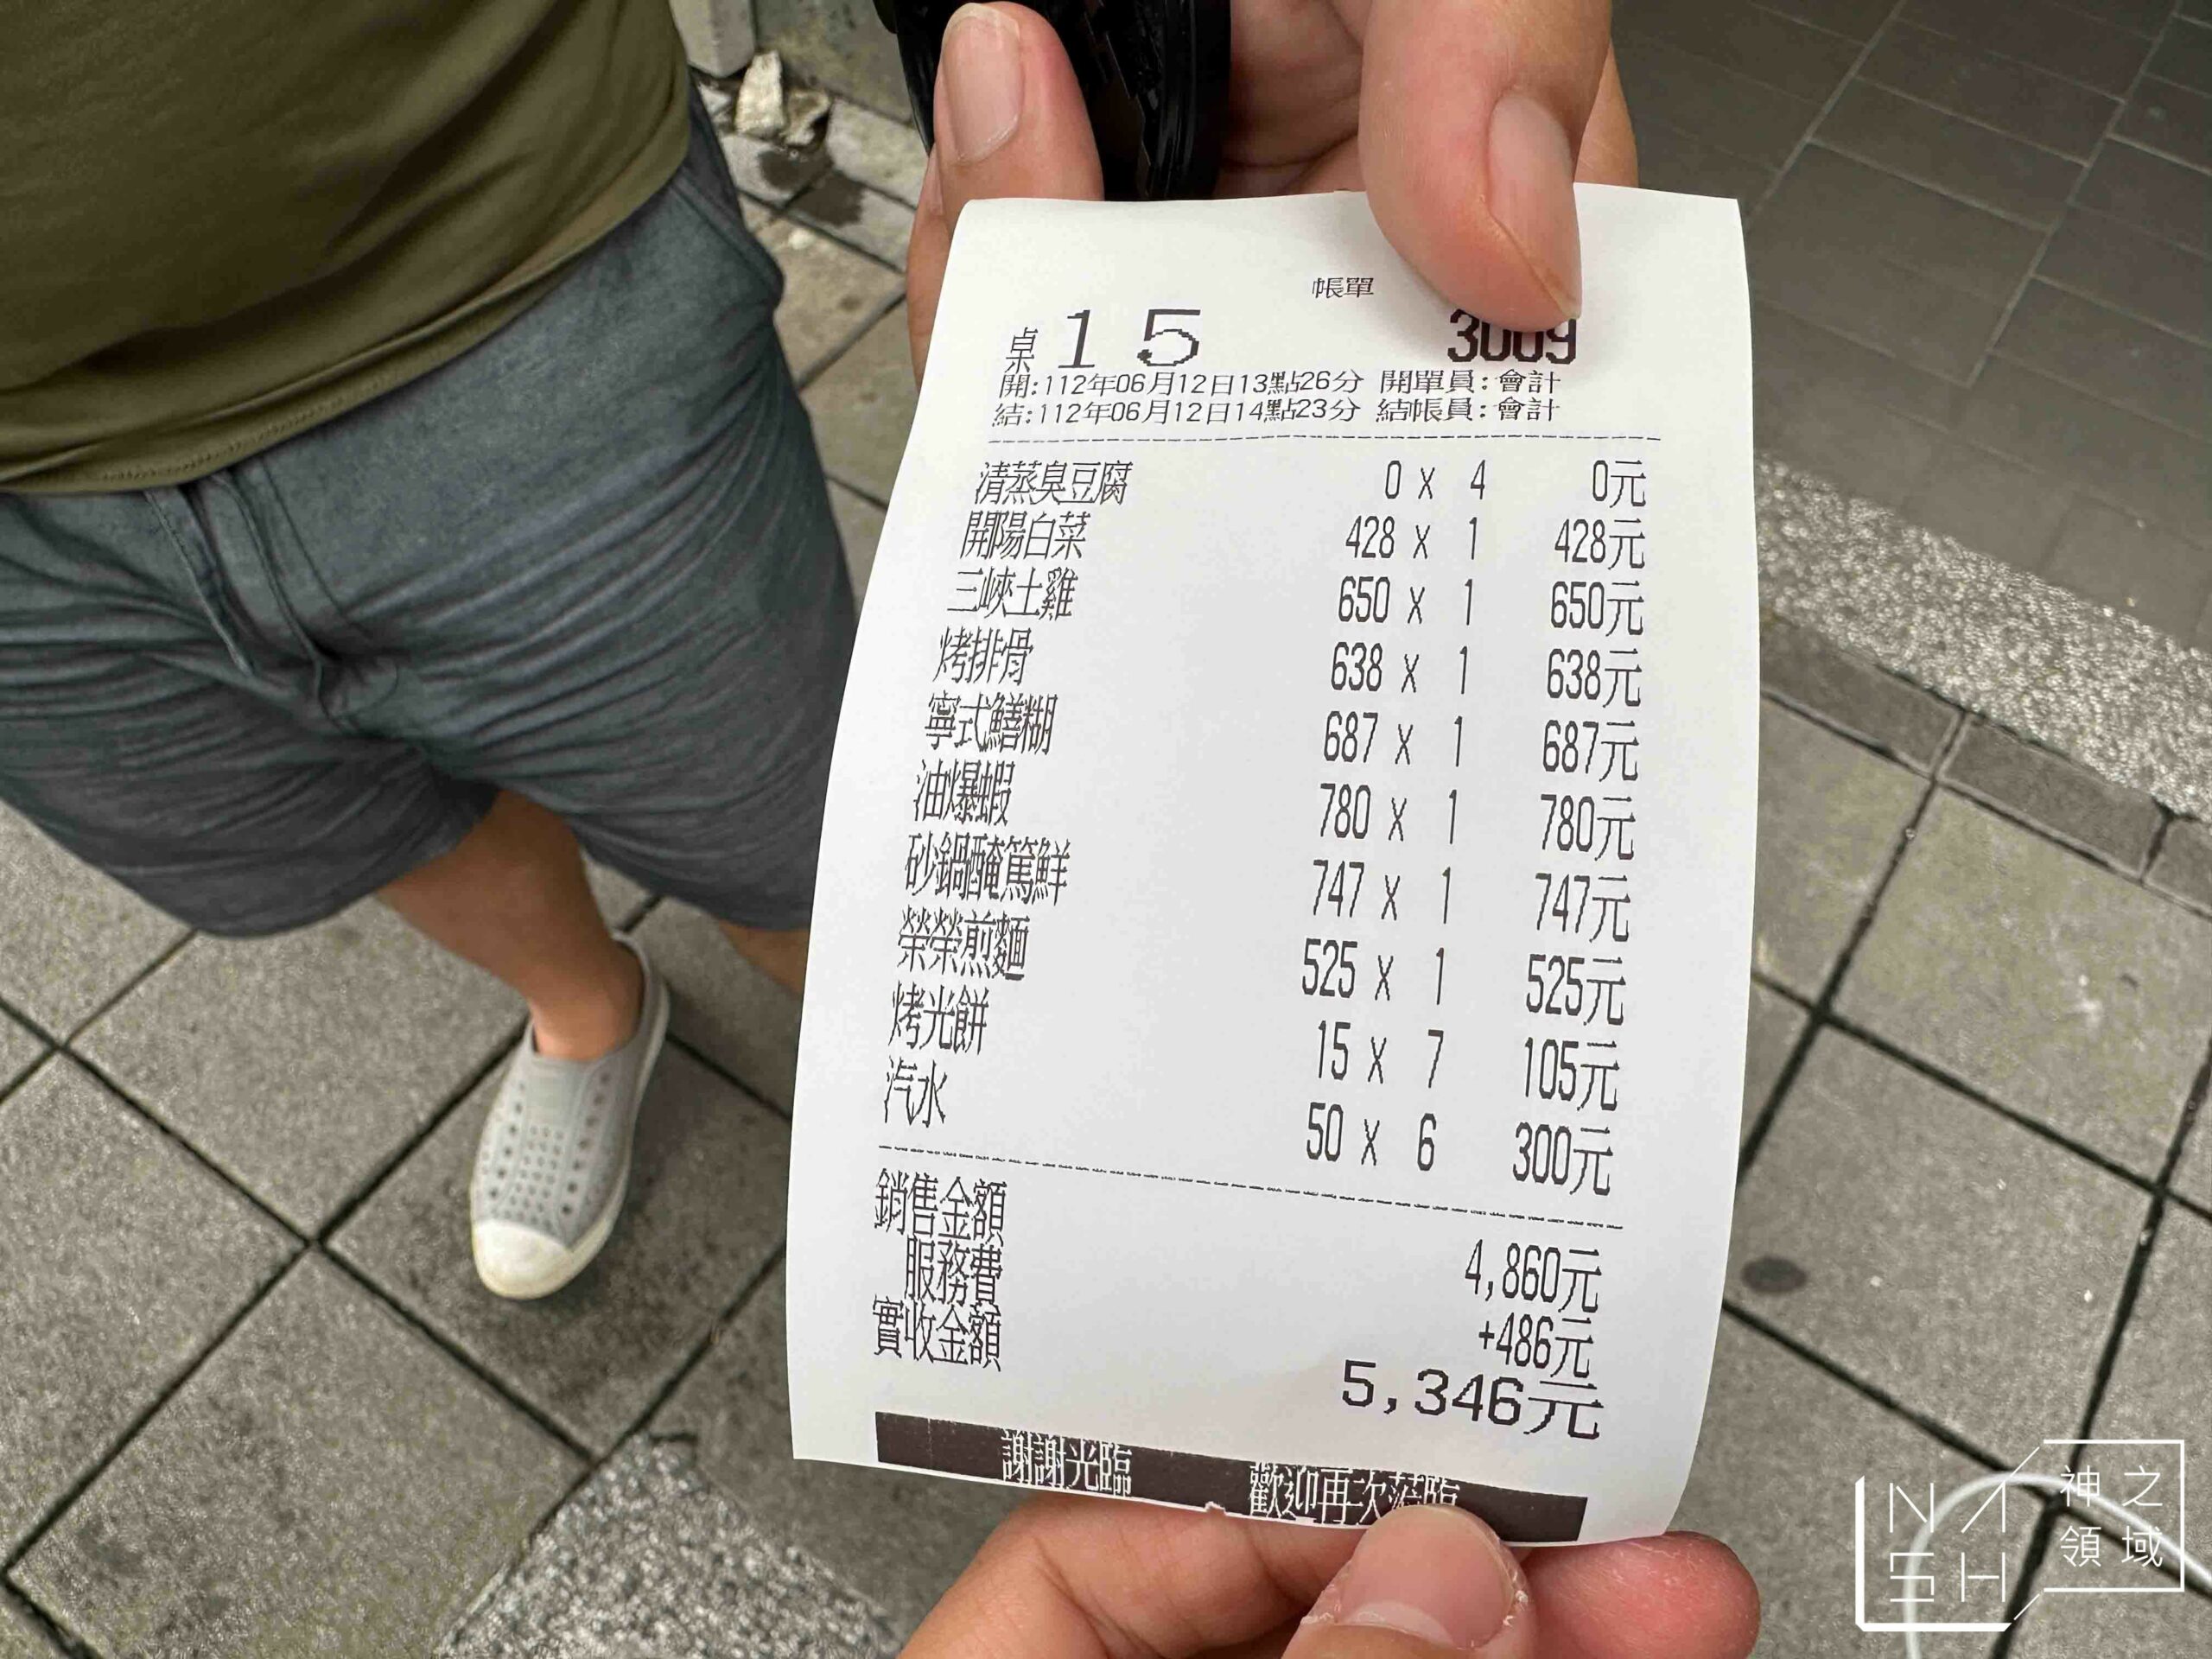 帳單
桌 15 3009
開:112年06月12日13點26分 開單員:會計
結:112年06月12日14點23分 結帳員:會計
清蒸臭豆腐 0 x 4 0元
開陽白菜 428 x 1 428元
三峽土雞 650 x 1 650元
烤排骨 638 x 1 638元
寧式鱔糊 687 x 1 687元
油爆蝦 780 x 1 780元
砂鍋醃篤鮮 747 x 1 747元
榮榮煎麵 525 x 1 525元
烤光餅 15 x 7 105元
汽水 50 x 6 300元
銷售金額 4,860元
服務費 +486元
實收金額 5,346元
謝謝光臨 歡迎再次蒞臨
NASH 神之領域